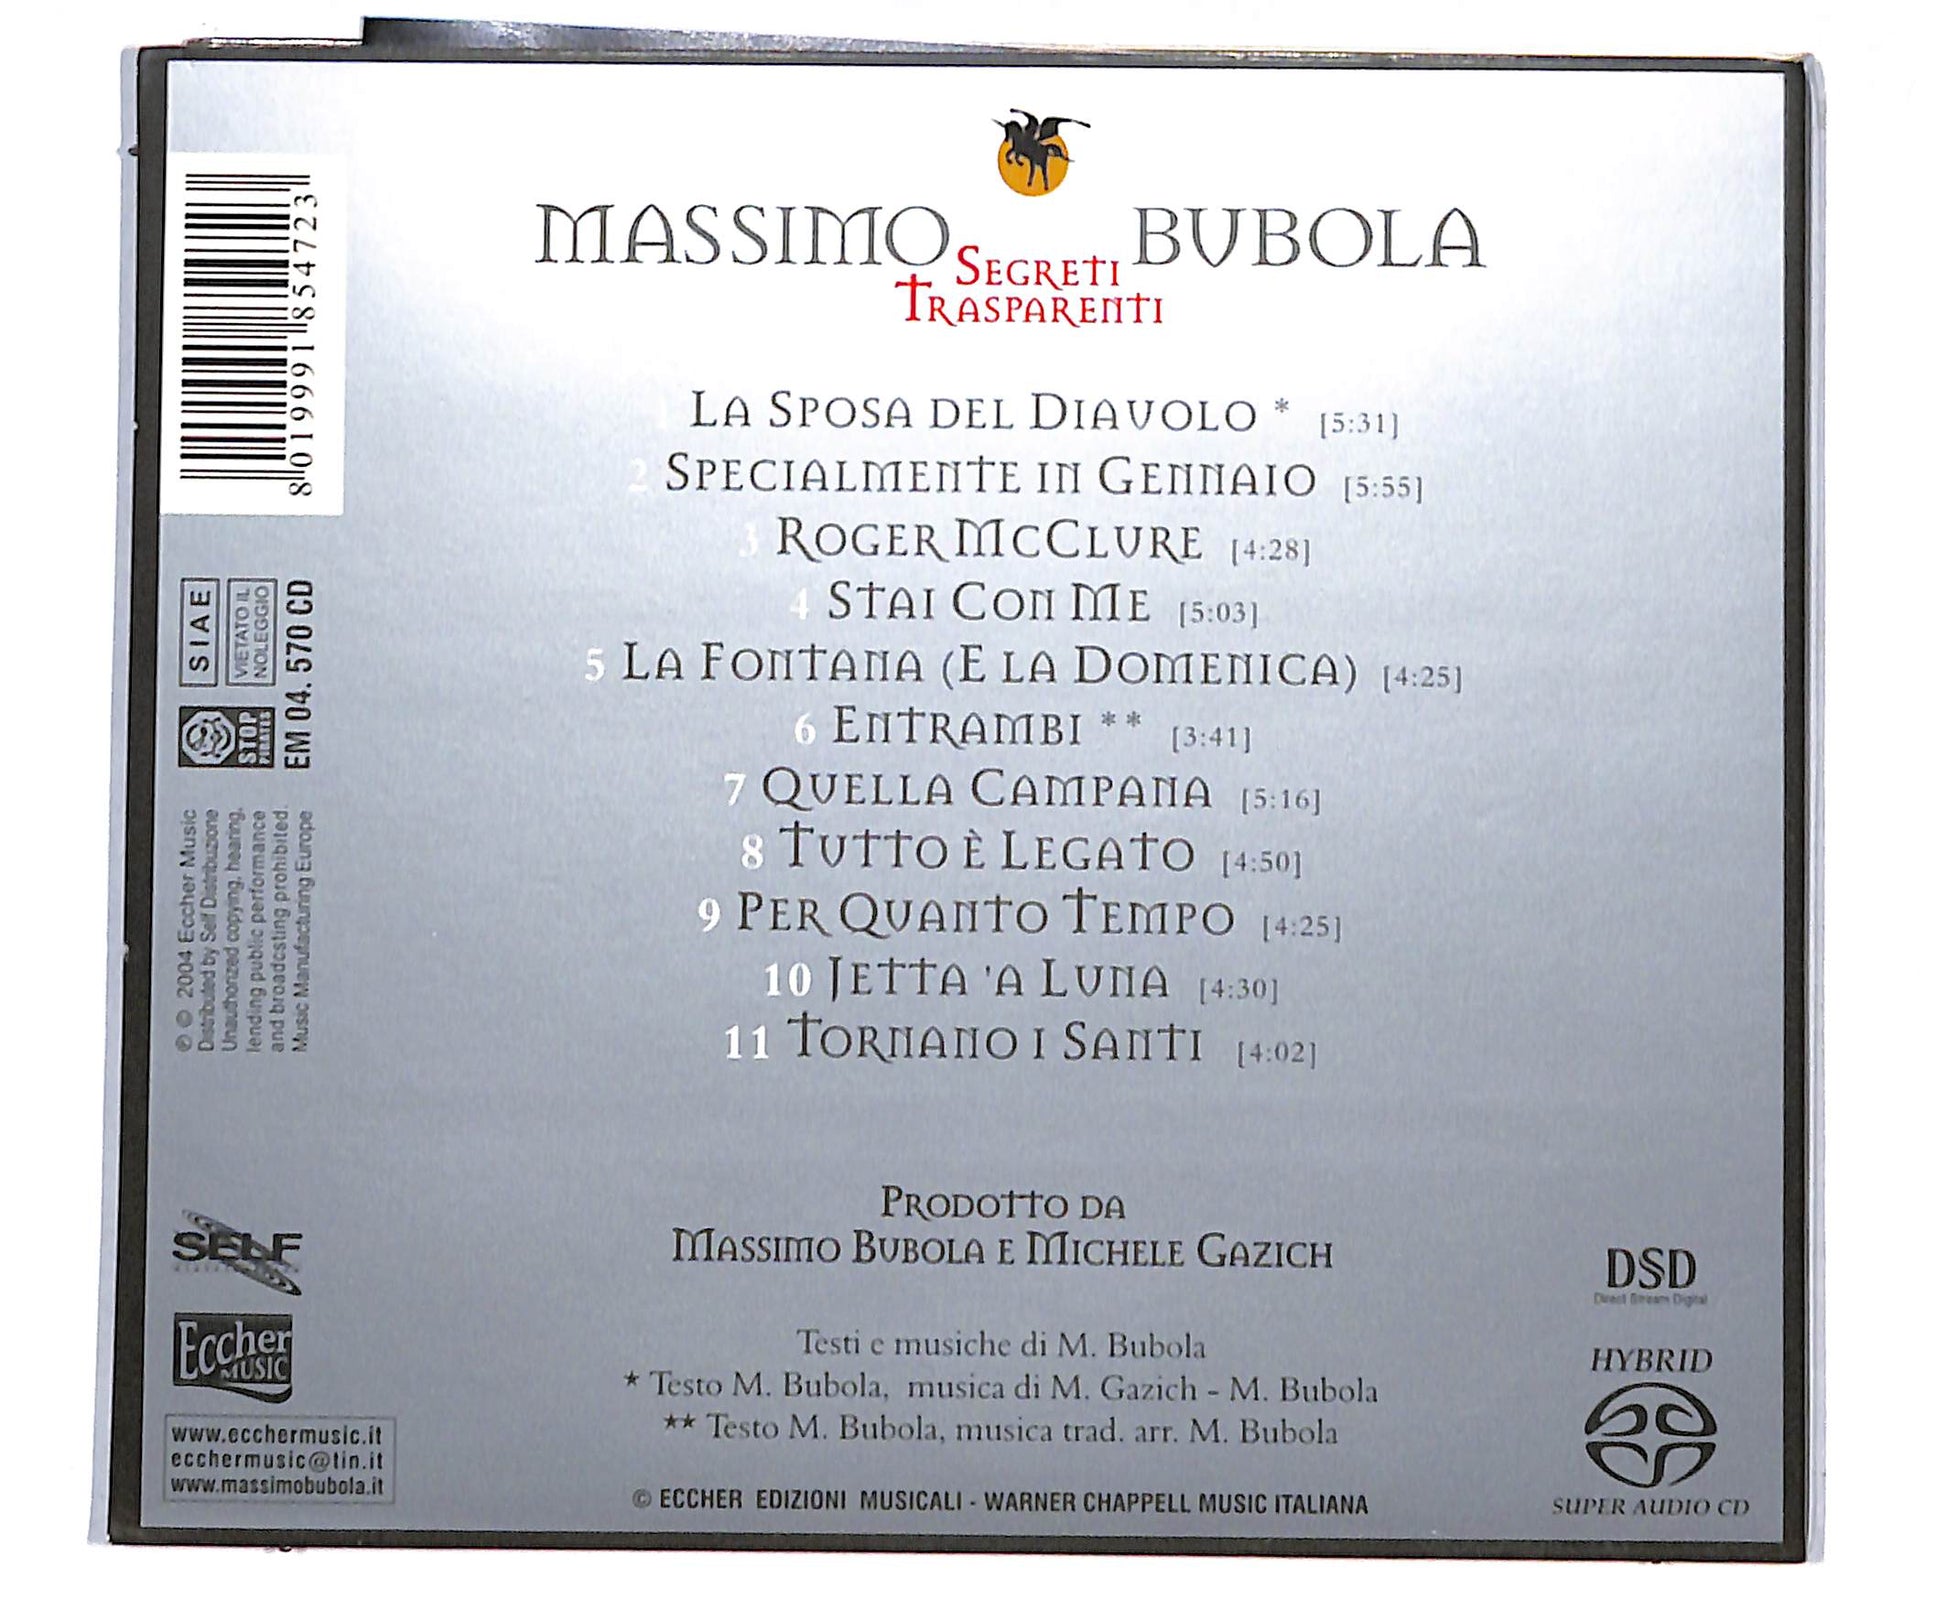 MASSIMO BUBOLA
SEGRETI
TRASPARENTI
LA SPOSA DEL DIAVOLO * [5:31]
2 SPECIALMENTE IN GENNAIO [5:55]
3 ROGER MCCLURE [4:28]
4 STAI CON ME [5:03]
5 LA FONTANA (E LA DOMENICA) [4:25]
6 ENTRAMBI ** [3:41]
7 QUELLA CAMPANA [5:16]
8 TUTTO È LEGATO [4:50]
9 PER QUANTO TEMPO [4:25]
10 JETTA 'A LUNA [4:30]
11 TORNANO I SANTI [4:02]
PRODOTTO DA
MASSIMO BUBOLA E MICHELE GAZICH
Testi e musiche di M. Bubola
* Testo M. Bubola, musica di M. Gazich - M. Bubola
** Testo M. Bubola, musica trad. arr. M. Bubola
© ECCHER EDIZIONI MUSICALI - WARNER CHAPPELL MUSIC ITALIANA
8 019991 854723
SIAE
VIETATO IL
NOLEGGIO
STOP
PIRATES
EM 04. 570 CD
℗ © 2004 Eccher Music
Distributed by Self Distribuzione
Unauthorized copying, hearing,
lending public performance
and broadcasting prohibited.
Music Manufacturing Europe
SELF
Eccher
MUSIC
www.ecchermusic.it
ecchermusic@tin.it
www.massimobubola.it
DSD
Direct Stream Digital
HYBRID
SUPER AUDIO CD